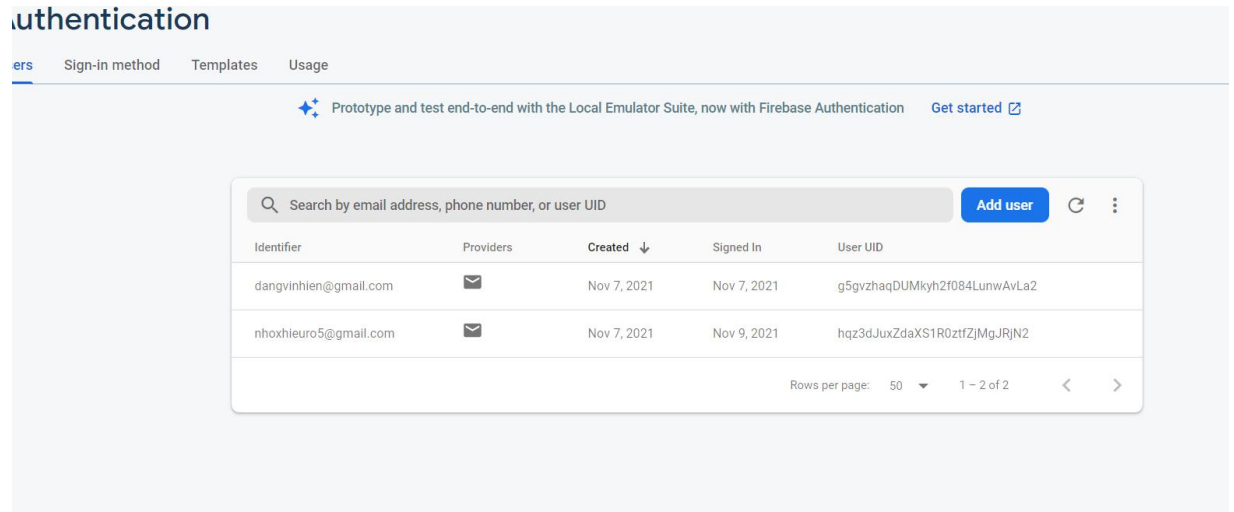 uthentication
ers Sign-in method Templates Usage
Prototype and test end-to-end with the Local Emulator Suite, now with Firebase Authentication Get started
Search by email address, phone number, or user UID Add user
Identifier Providers Created Signed In User UID
dangvinhien@gmail.com Nov 7, 2021 Nov 7, 2021 g5gvzhaqDUMkyh2f084LunwAvLa2
nhoxhieuro5@gmail.com Nov 7, 2021 Nov 9, 2021 hqz3dJuxZdaXS1R0ztfZjMgJRjN2
Rows per page: 50 1 – 2 of 2